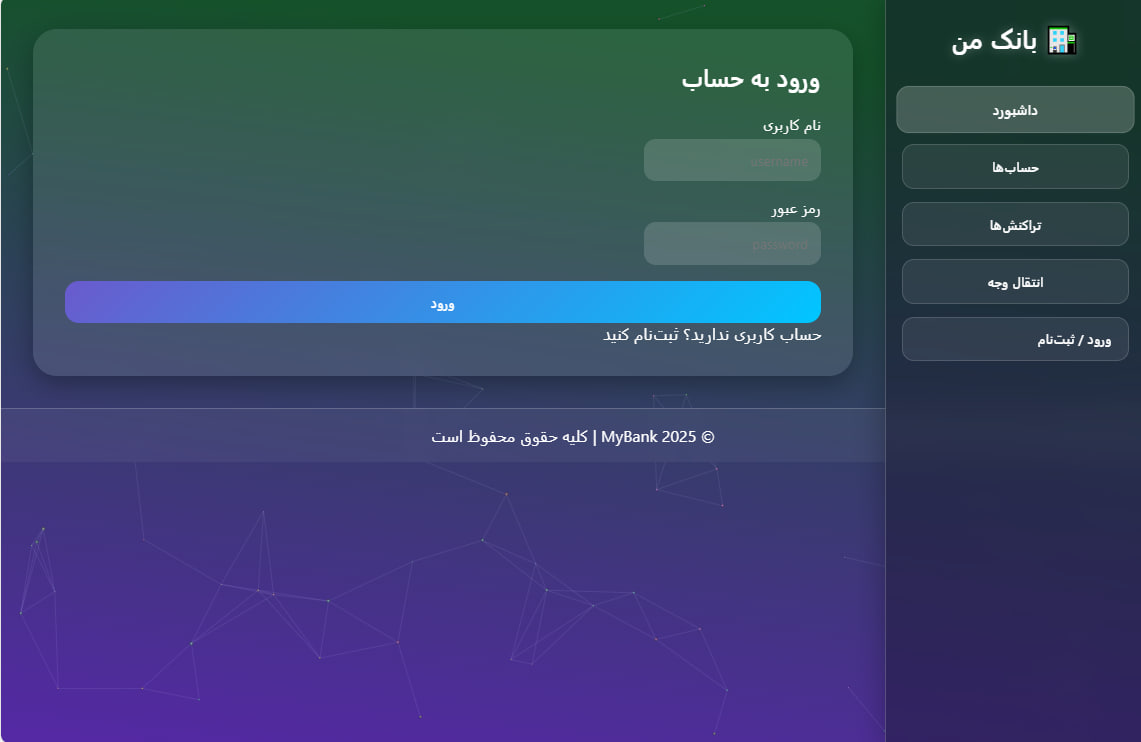 بانک من
داشبورد
حساب‌ها
تراکنش‌ها
انتقال وجه
ورود / ثبت‌نام
ورود به حساب
نام کاربری
username
رمز عبور
password
ورود
حساب کاربری ندارید؟ ثبت‌نام کنید
© 2025 MyBank | کلیه حقوق محفوظ است